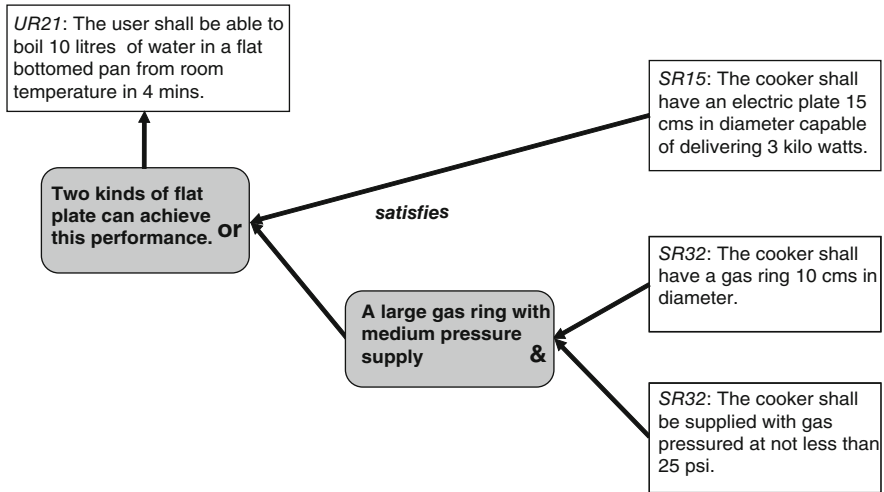 UR21: The user shall be able to
boil 10 litres of water in a flat
bottomed pan from room
temperature in 4 mins.
SR15: The cooker shall
have an electric plate 15
cms in diameter capable
of delivering 3 kilo watts.
Two kinds of flat
plate can achieve
this performance. or
satisfies
SR32: The cooker shall
have a gas ring 10 cms in
diameter.
A large gas ring with
medium pressure
supply &
SR32: The cooker shall
be supplied with gas
pressured at not less than
25 psi.